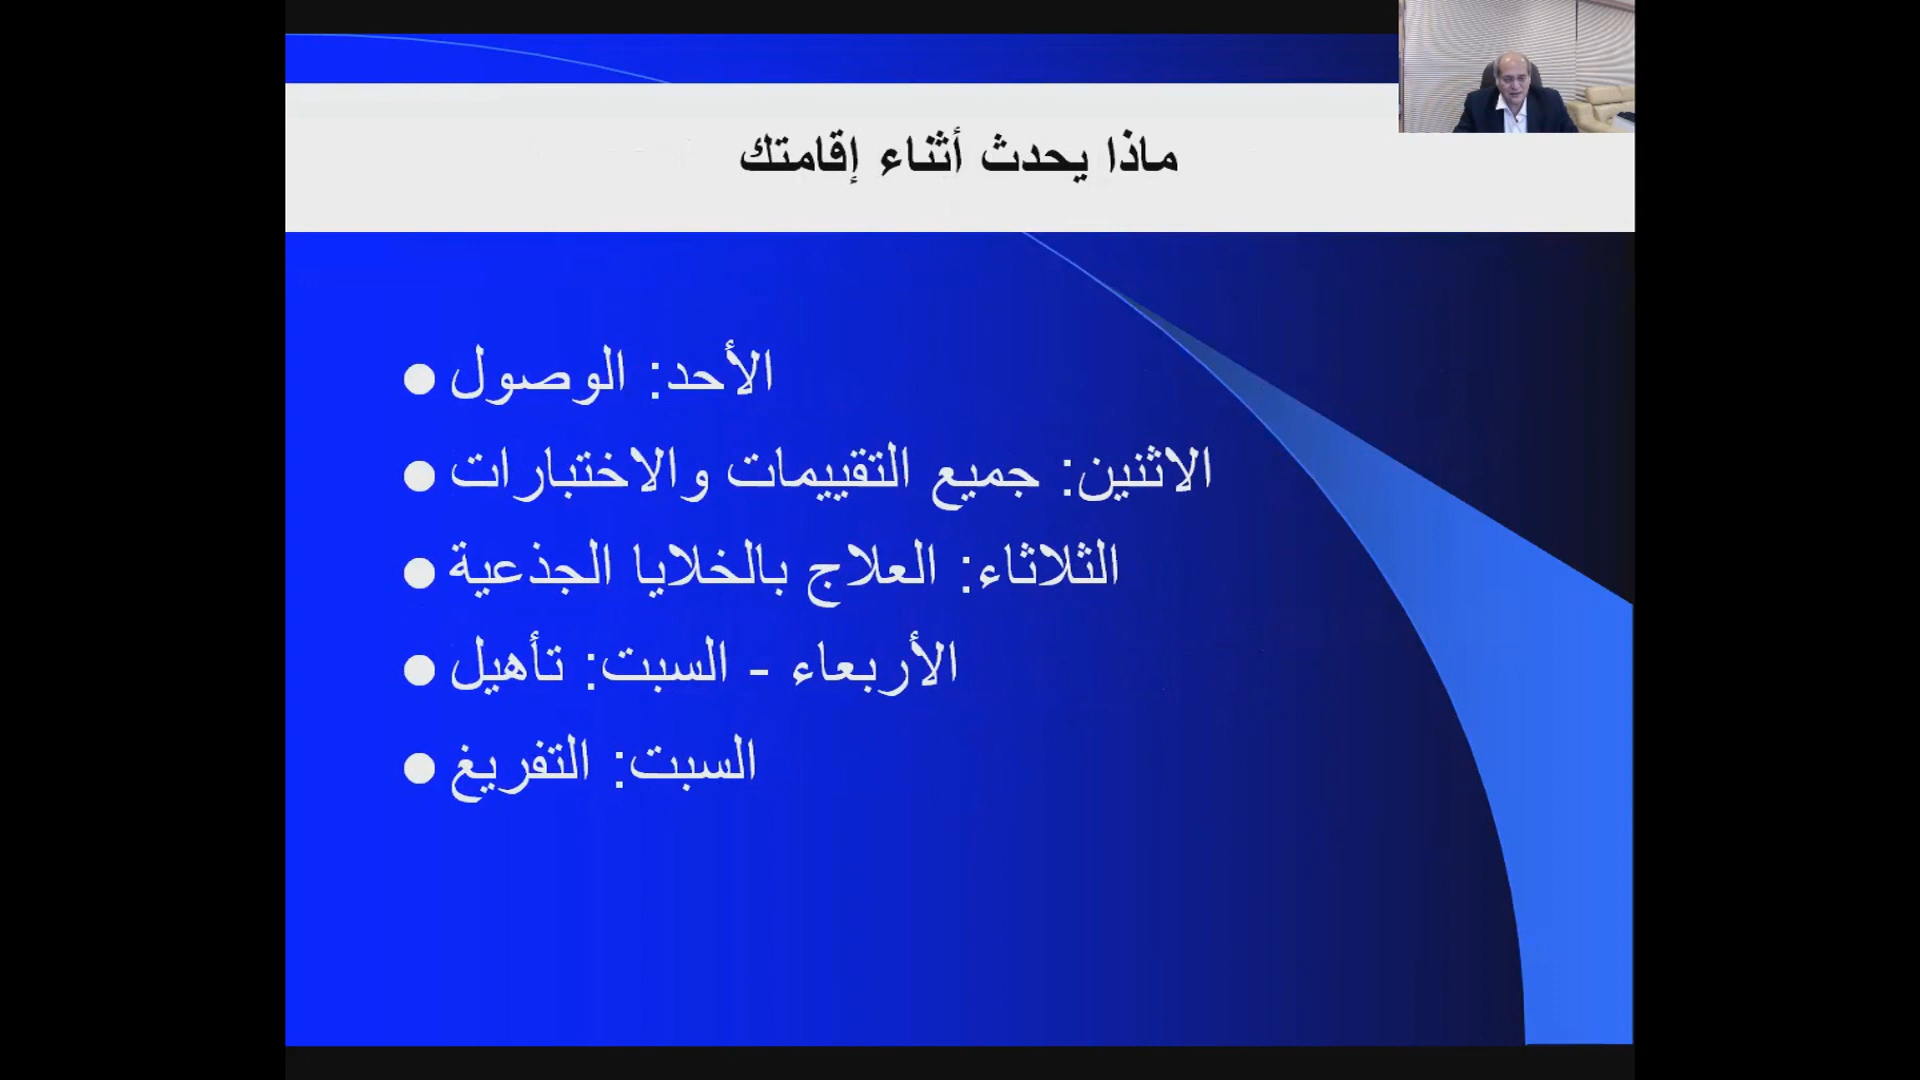 ماذا يحدث أثناء إقامتك
الأحد: الوصول
الاثنين: جميع التقييمات والاختبارات
الثلاثاء: العلاج بالخلايا الجذعية
الأربعاء - السبت: تأهيل
السبت: التفريغ